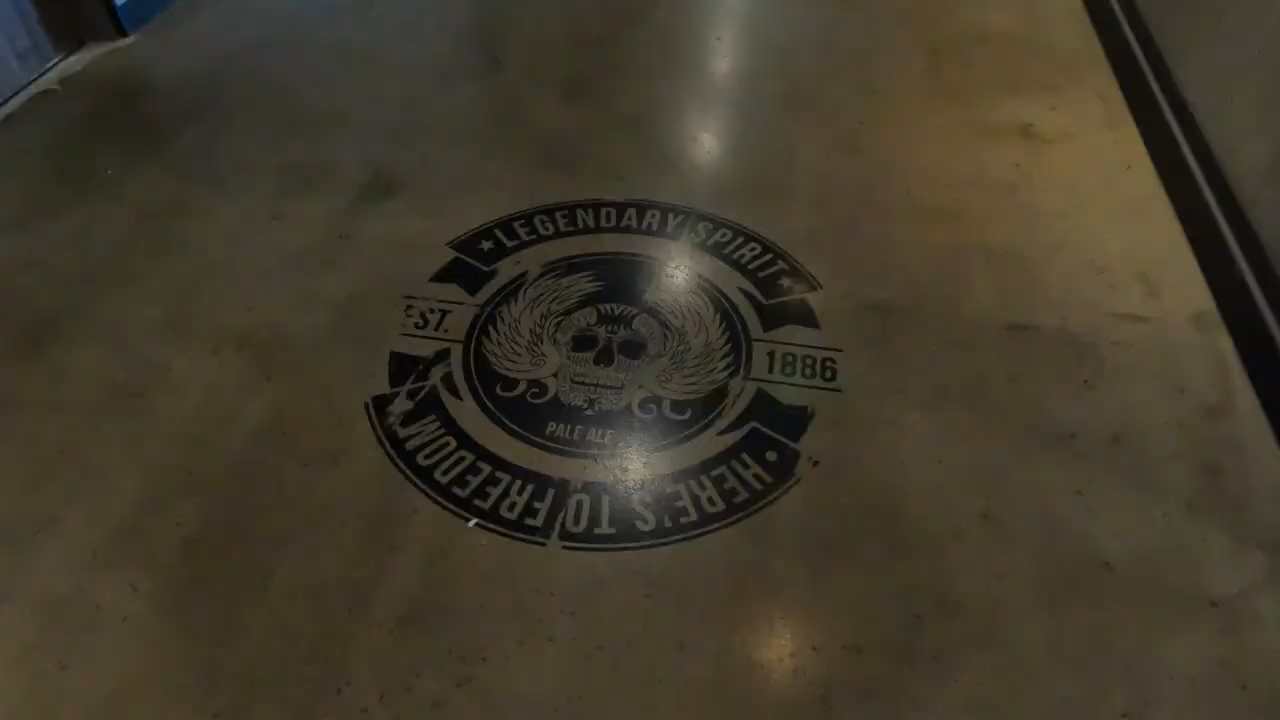 LEGENDARY SPIRIT
EST.
1886
PALE ALE
HERE'S TO FREEDOM